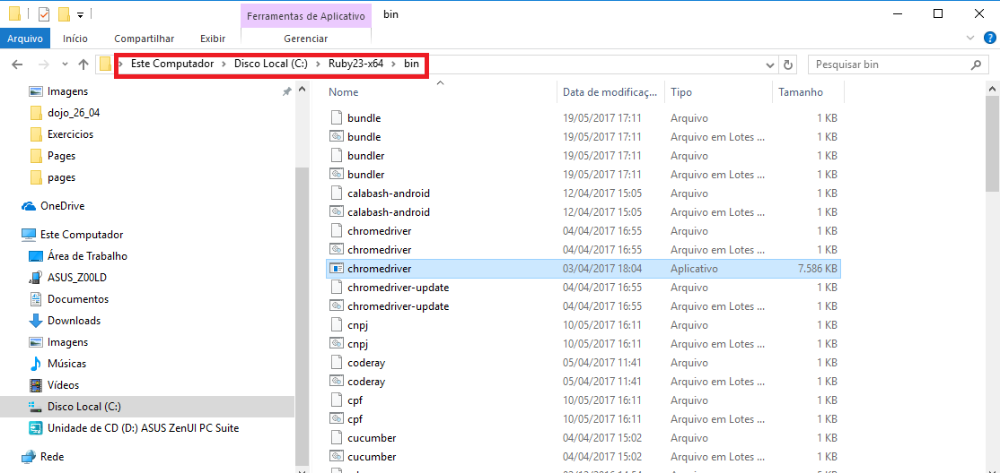 Ferramentas de Aplicativo bin
Arquivo Início Compartilhar Exibir Gerenciar
Este Computador Disco Local (C:) Ruby23-x64 bin Pesquisar bin
Imagens
dojo_26_04
Exercicios
Pages
pages
OneDrive
Este Computador
Área de Trabalho
ASUS_Z00LD
Documentos
Downloads
Imagens
Músicas
Vídeos
Disco Local (C:)
Unidade de CD (D:) ASUS ZenUI PC Suite
Rede
Nome Data de modificaç... Tipo Tamanho
bundle 19/05/2017 17:11 Arquivo 1 KB
bundle 19/05/2017 17:11 Arquivo em Lotes ... 1 KB
bundler 19/05/2017 17:11 Arquivo 1 KB
bundler 19/05/2017 17:11 Arquivo em Lotes ... 1 KB
calabash-android 12/04/2017 15:05 Arquivo 1 KB
calabash-android 12/04/2017 15:05 Arquivo em Lotes ... 1 KB
chromedriver 04/04/2017 16:55 Arquivo 1 KB
chromedriver 04/04/2017 16:55 Arquivo em Lotes ... 1 KB
chromedriver 03/04/2017 18:04 Aplicativo 7.586 KB
chromedriver-update 04/04/2017 16:55 Arquivo 1 KB
chromedriver-update 04/04/2017 16:55 Arquivo em Lotes ... 1 KB
cnpj 10/05/2017 16:11 Arquivo 1 KB
cnpj 10/05/2017 16:11 Arquivo em Lotes ... 1 KB
coderay 05/04/2017 11:41 Arquivo 1 KB
coderay 05/04/2017 11:41 Arquivo em Lotes ... 1 KB
cpf 10/05/2017 16:11 Arquivo 1 KB
cpf 10/05/2017 16:11 Arquivo em Lotes ... 1 KB
cucumber 04/04/2017 15:02 Arquivo 1 KB
cucumber 04/04/2017 15:02 Arquivo em Lotes ... 1 KB